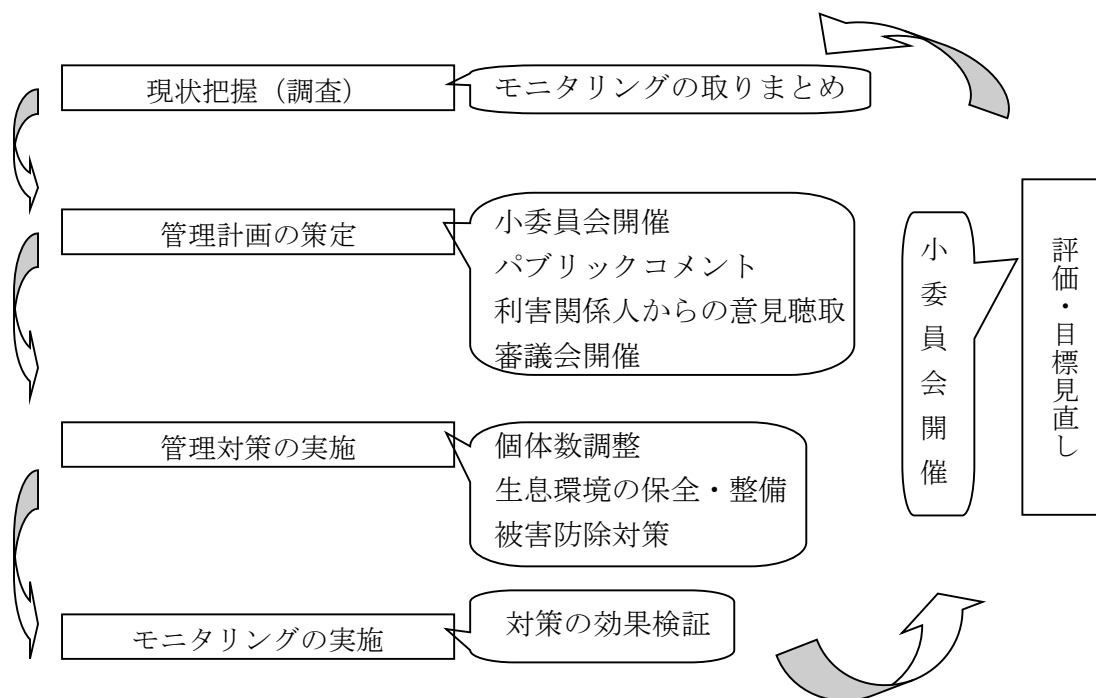 現状把握（調査）
モニタリングの取りまとめ
管理計画の策定
小委員会開催
パブリックコメント
利害関係人からの意見聴取
審議会開催
管理対策の実施
個体数調整
生息環境の保全・整備
被害防除対策
モニタリングの実施
対策の効果検証
小委員会開催
評価・目標見直し